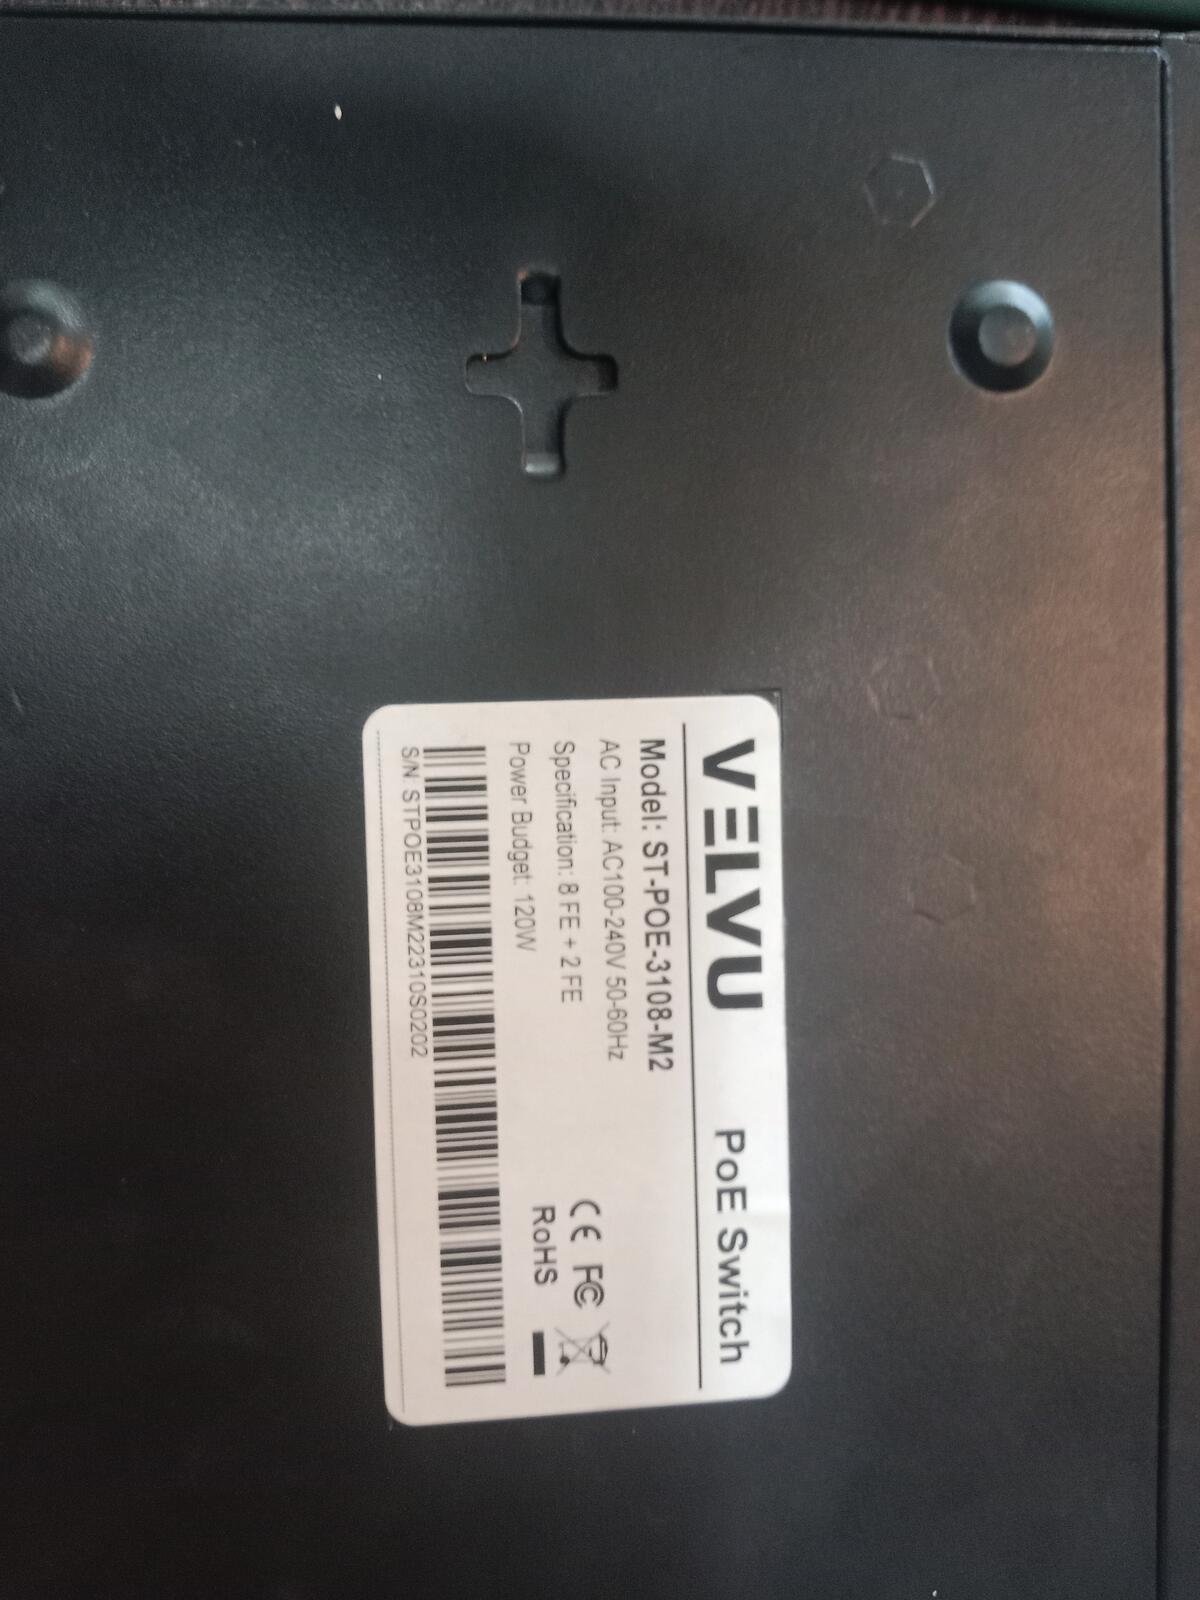 VELVU PoE Switch
Model: ST-POE-3108-M2
AC Input: AC100-240V 50-60Hz
Specification: 8 FE + 2 FE
Power Budget: 120W
CE FC
RoHS
S/N STPOE3108M22310S0202